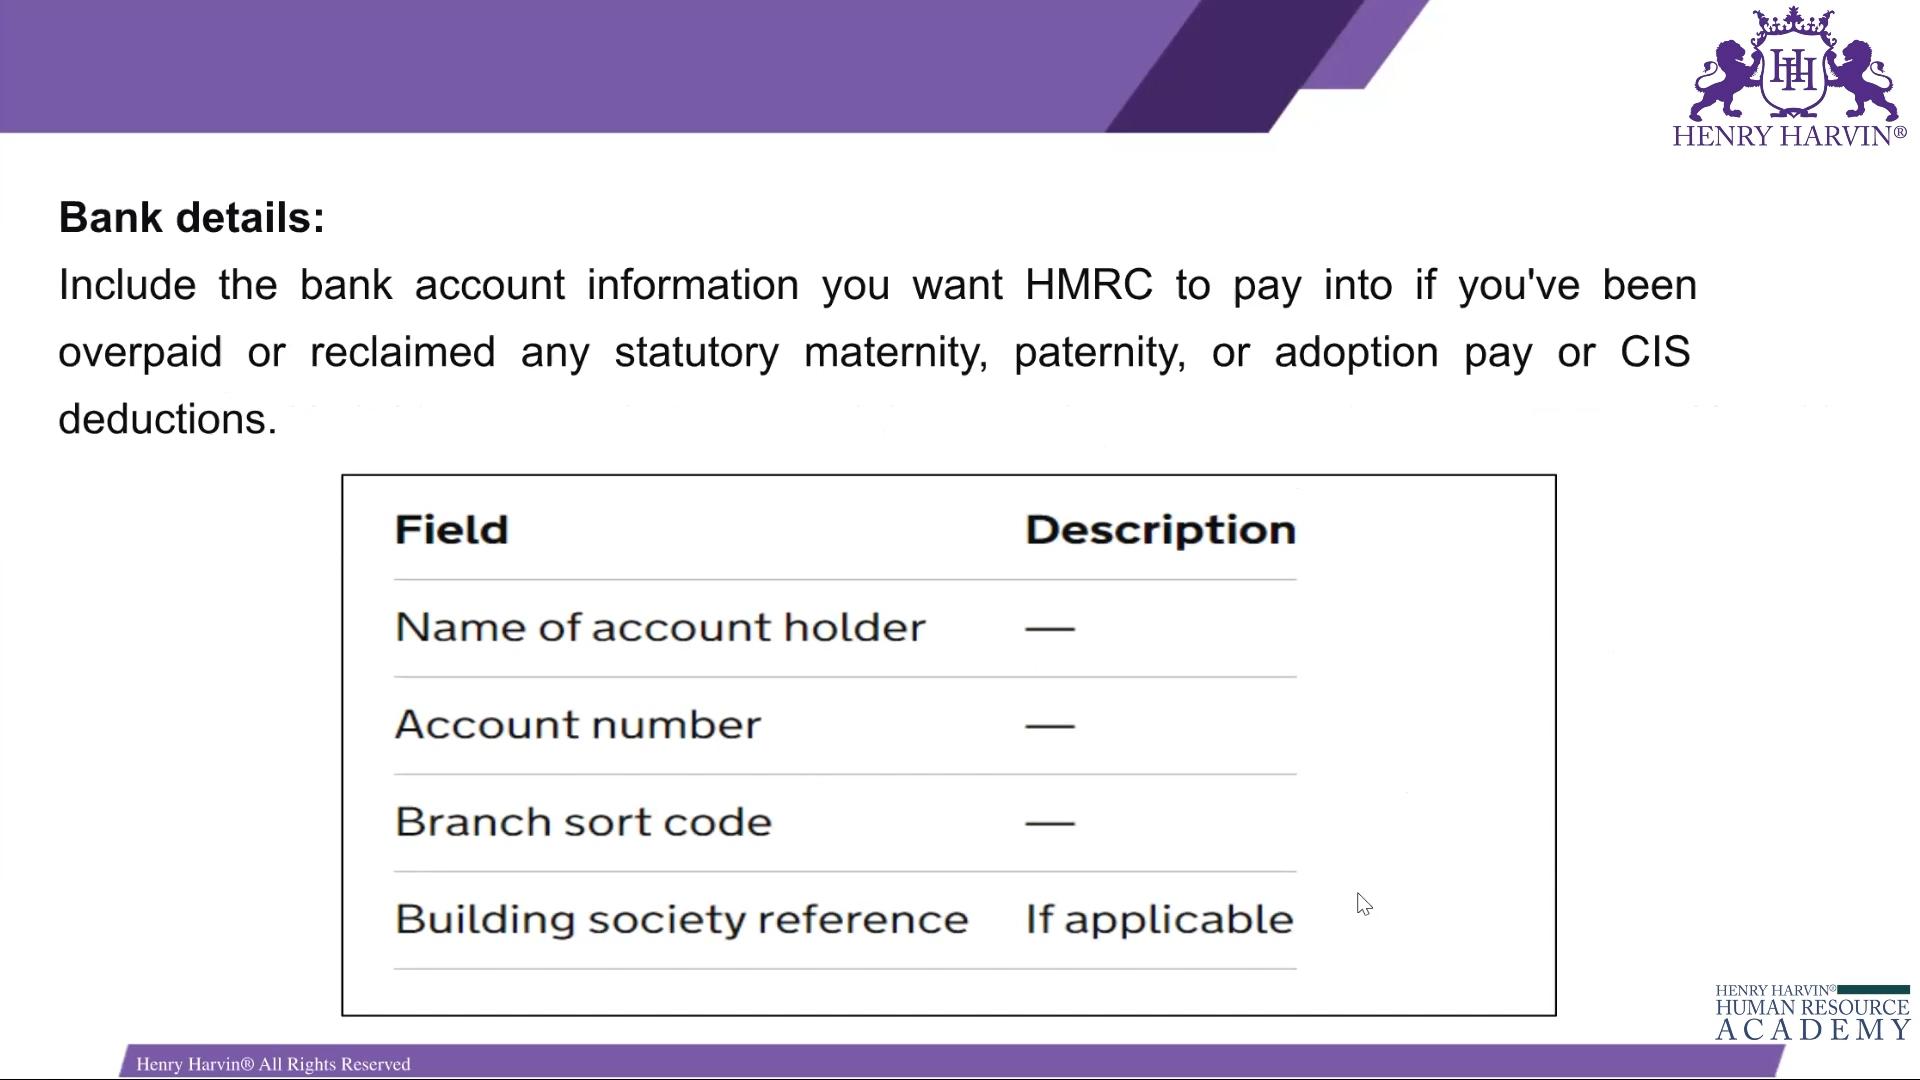 HH
HENRY HARVIN®
Bank details:
Include the bank account information you want HMRC to pay into if you've been
overpaid or reclaimed any statutory maternity, paternity, or adoption pay or CIS
deductions.
Field Description
Name of account holder —
Account number —
Branch sort code —
Building society reference If applicable
HENRY HARVIN®
HUMAN RESOURCE
ACADEMY
Henry Harvin® All Rights Reserved